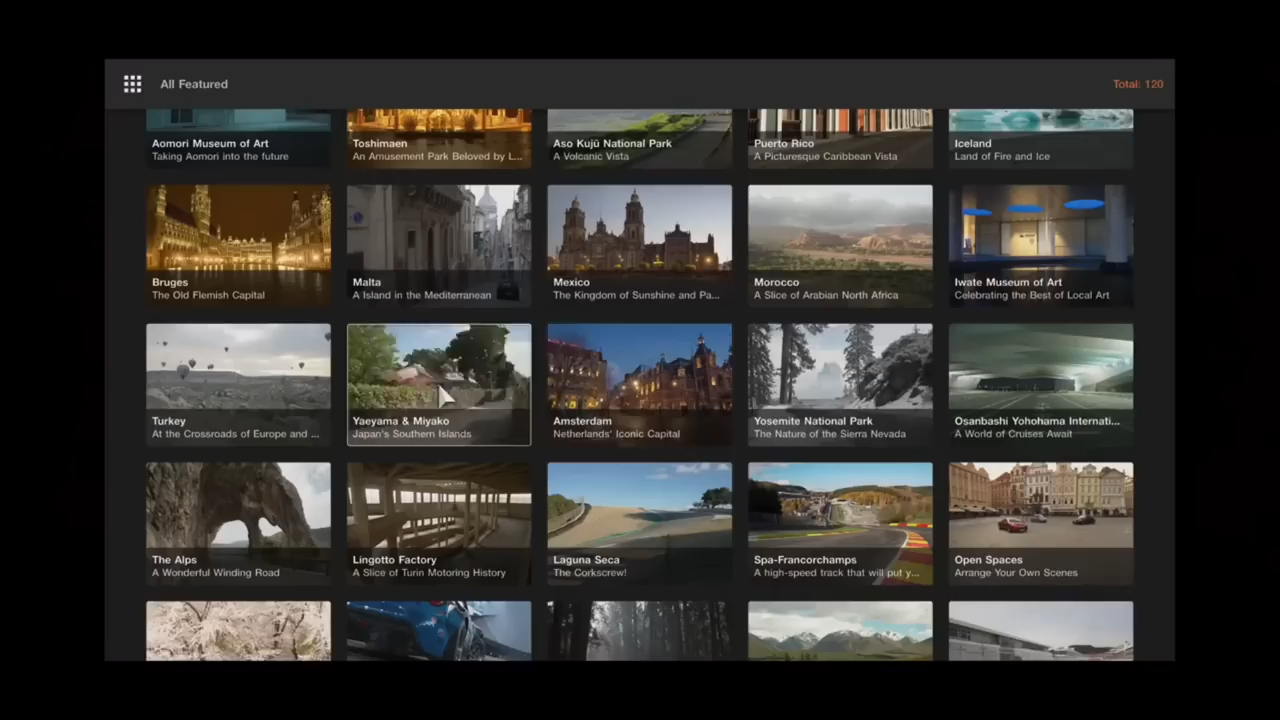 All Featured
Total: 120
Aomori Museum of Art
Taking Aomori into the future
Toshimaen
An Amusement Park Beloved by L...
Aso Kujū National Park
A Volcanic Vista
Puerto Rico
A Picturesque Caribbean Vista
Iceland
Land of Fire and Ice
Bruges
The Old Flemish Capital
Malta
A Island in the Mediterranean
Mexico
The Kingdom of Sunshine and Pa...
Morocco
A Slice of Arabian North Africa
Iwate Museum of Art
Celebrating the Best of Local Art
Turkey
At the Crossroads of Europe and ...
Yaeyama & Miyako
Japan's Southern Islands
Amsterdam
Netherlands' Iconic Capital
Yosemite National Park
The Nature of the Sierra Nevada
Osanbashi Yohohama Internati...
A World of Cruises Await
The Alps
A Wonderful Winding Road
Lingotto Factory
A Slice of Turin Motoring History
Laguna Seca
The Corkscrew!
Spa-Francorchamps
A high-speed track that will put y...
Open Spaces
Arrange Your Own Scenes